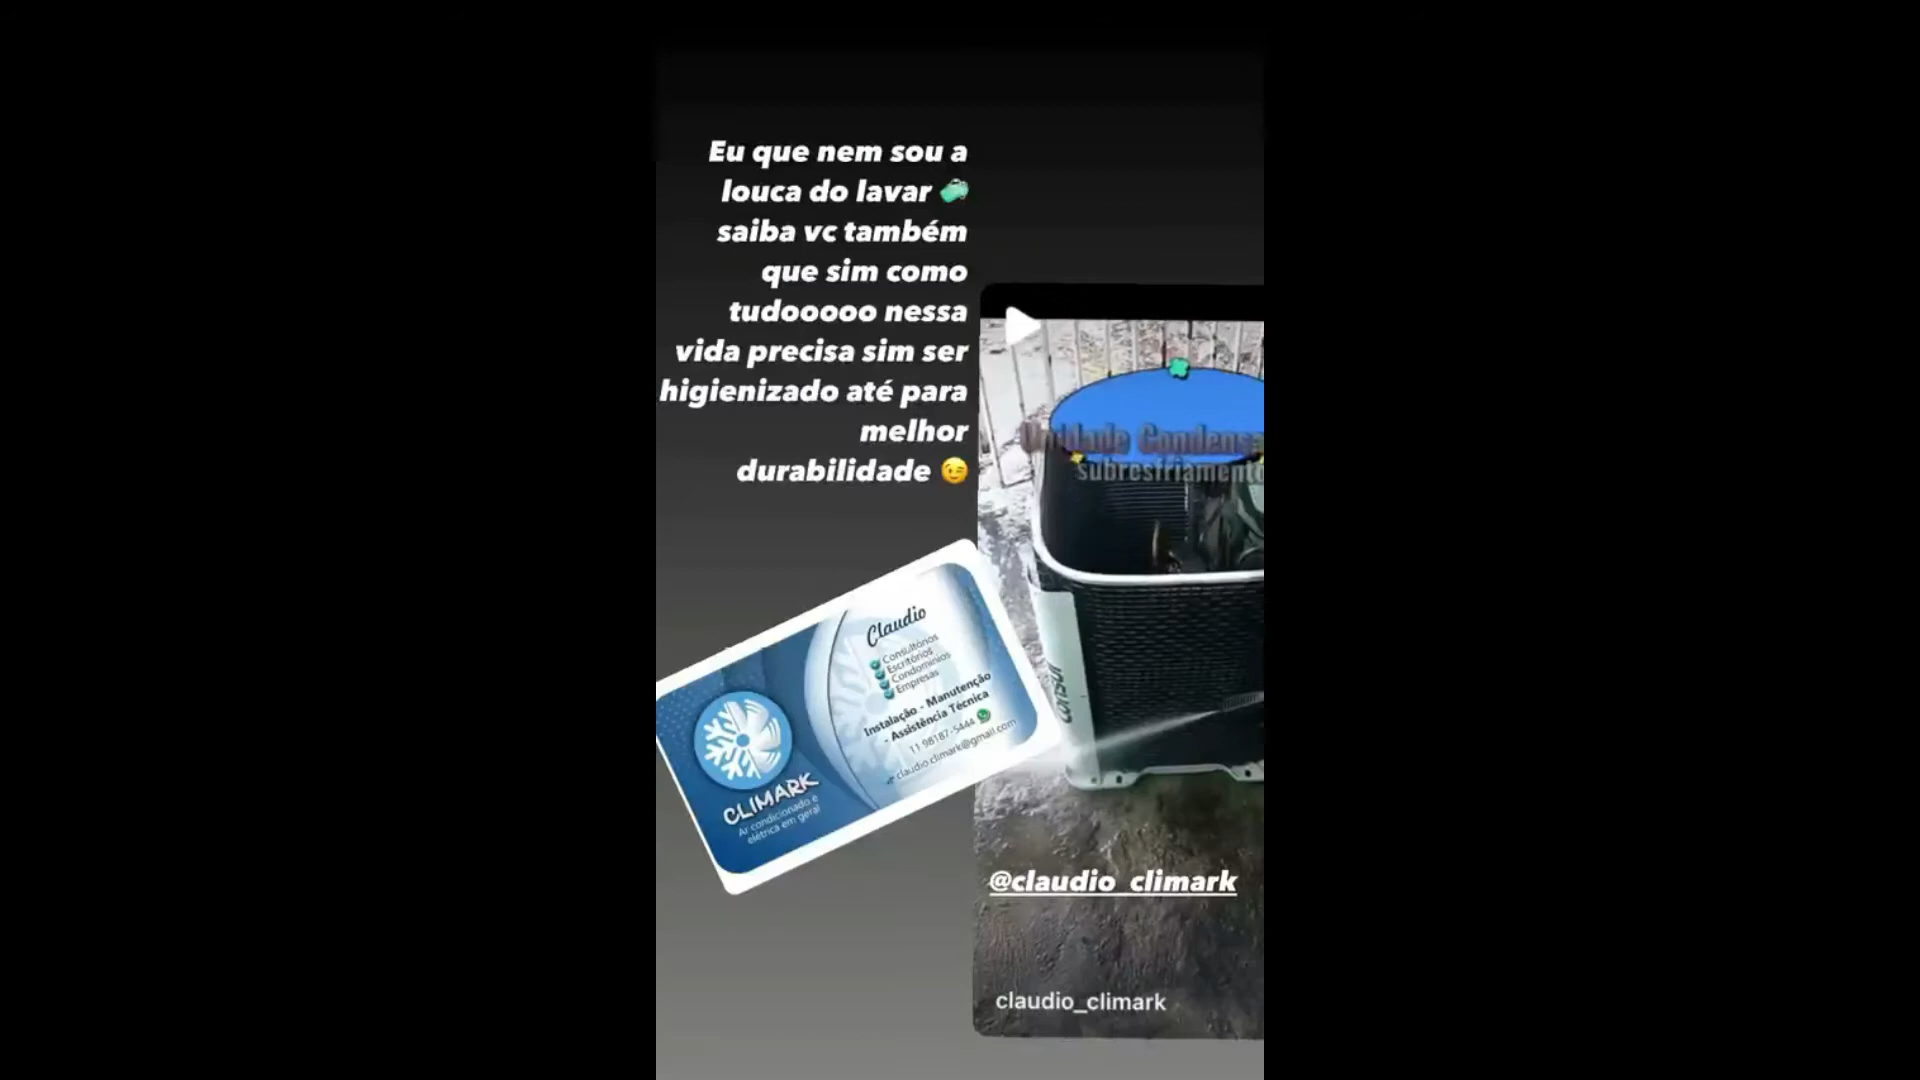 Eu que nem sou a
louca do lavar 🧼
saiba vc também
que sim como
tudooooo nessa
vida precisa sim ser
higienizado até para
melhor
durabilidade 😉
Unidade Condensa
subresfriamento
Claudio
Consultórios
Escritórios
Condomínios
Empresas
Instalação - Manutenção
- Assistência Técnica
11 98187-5444
claudio.climark@gmail.com
CLIMARK
Ar condicionado e
elétrica em geral
consul
@claudio_climark
claudio_climark